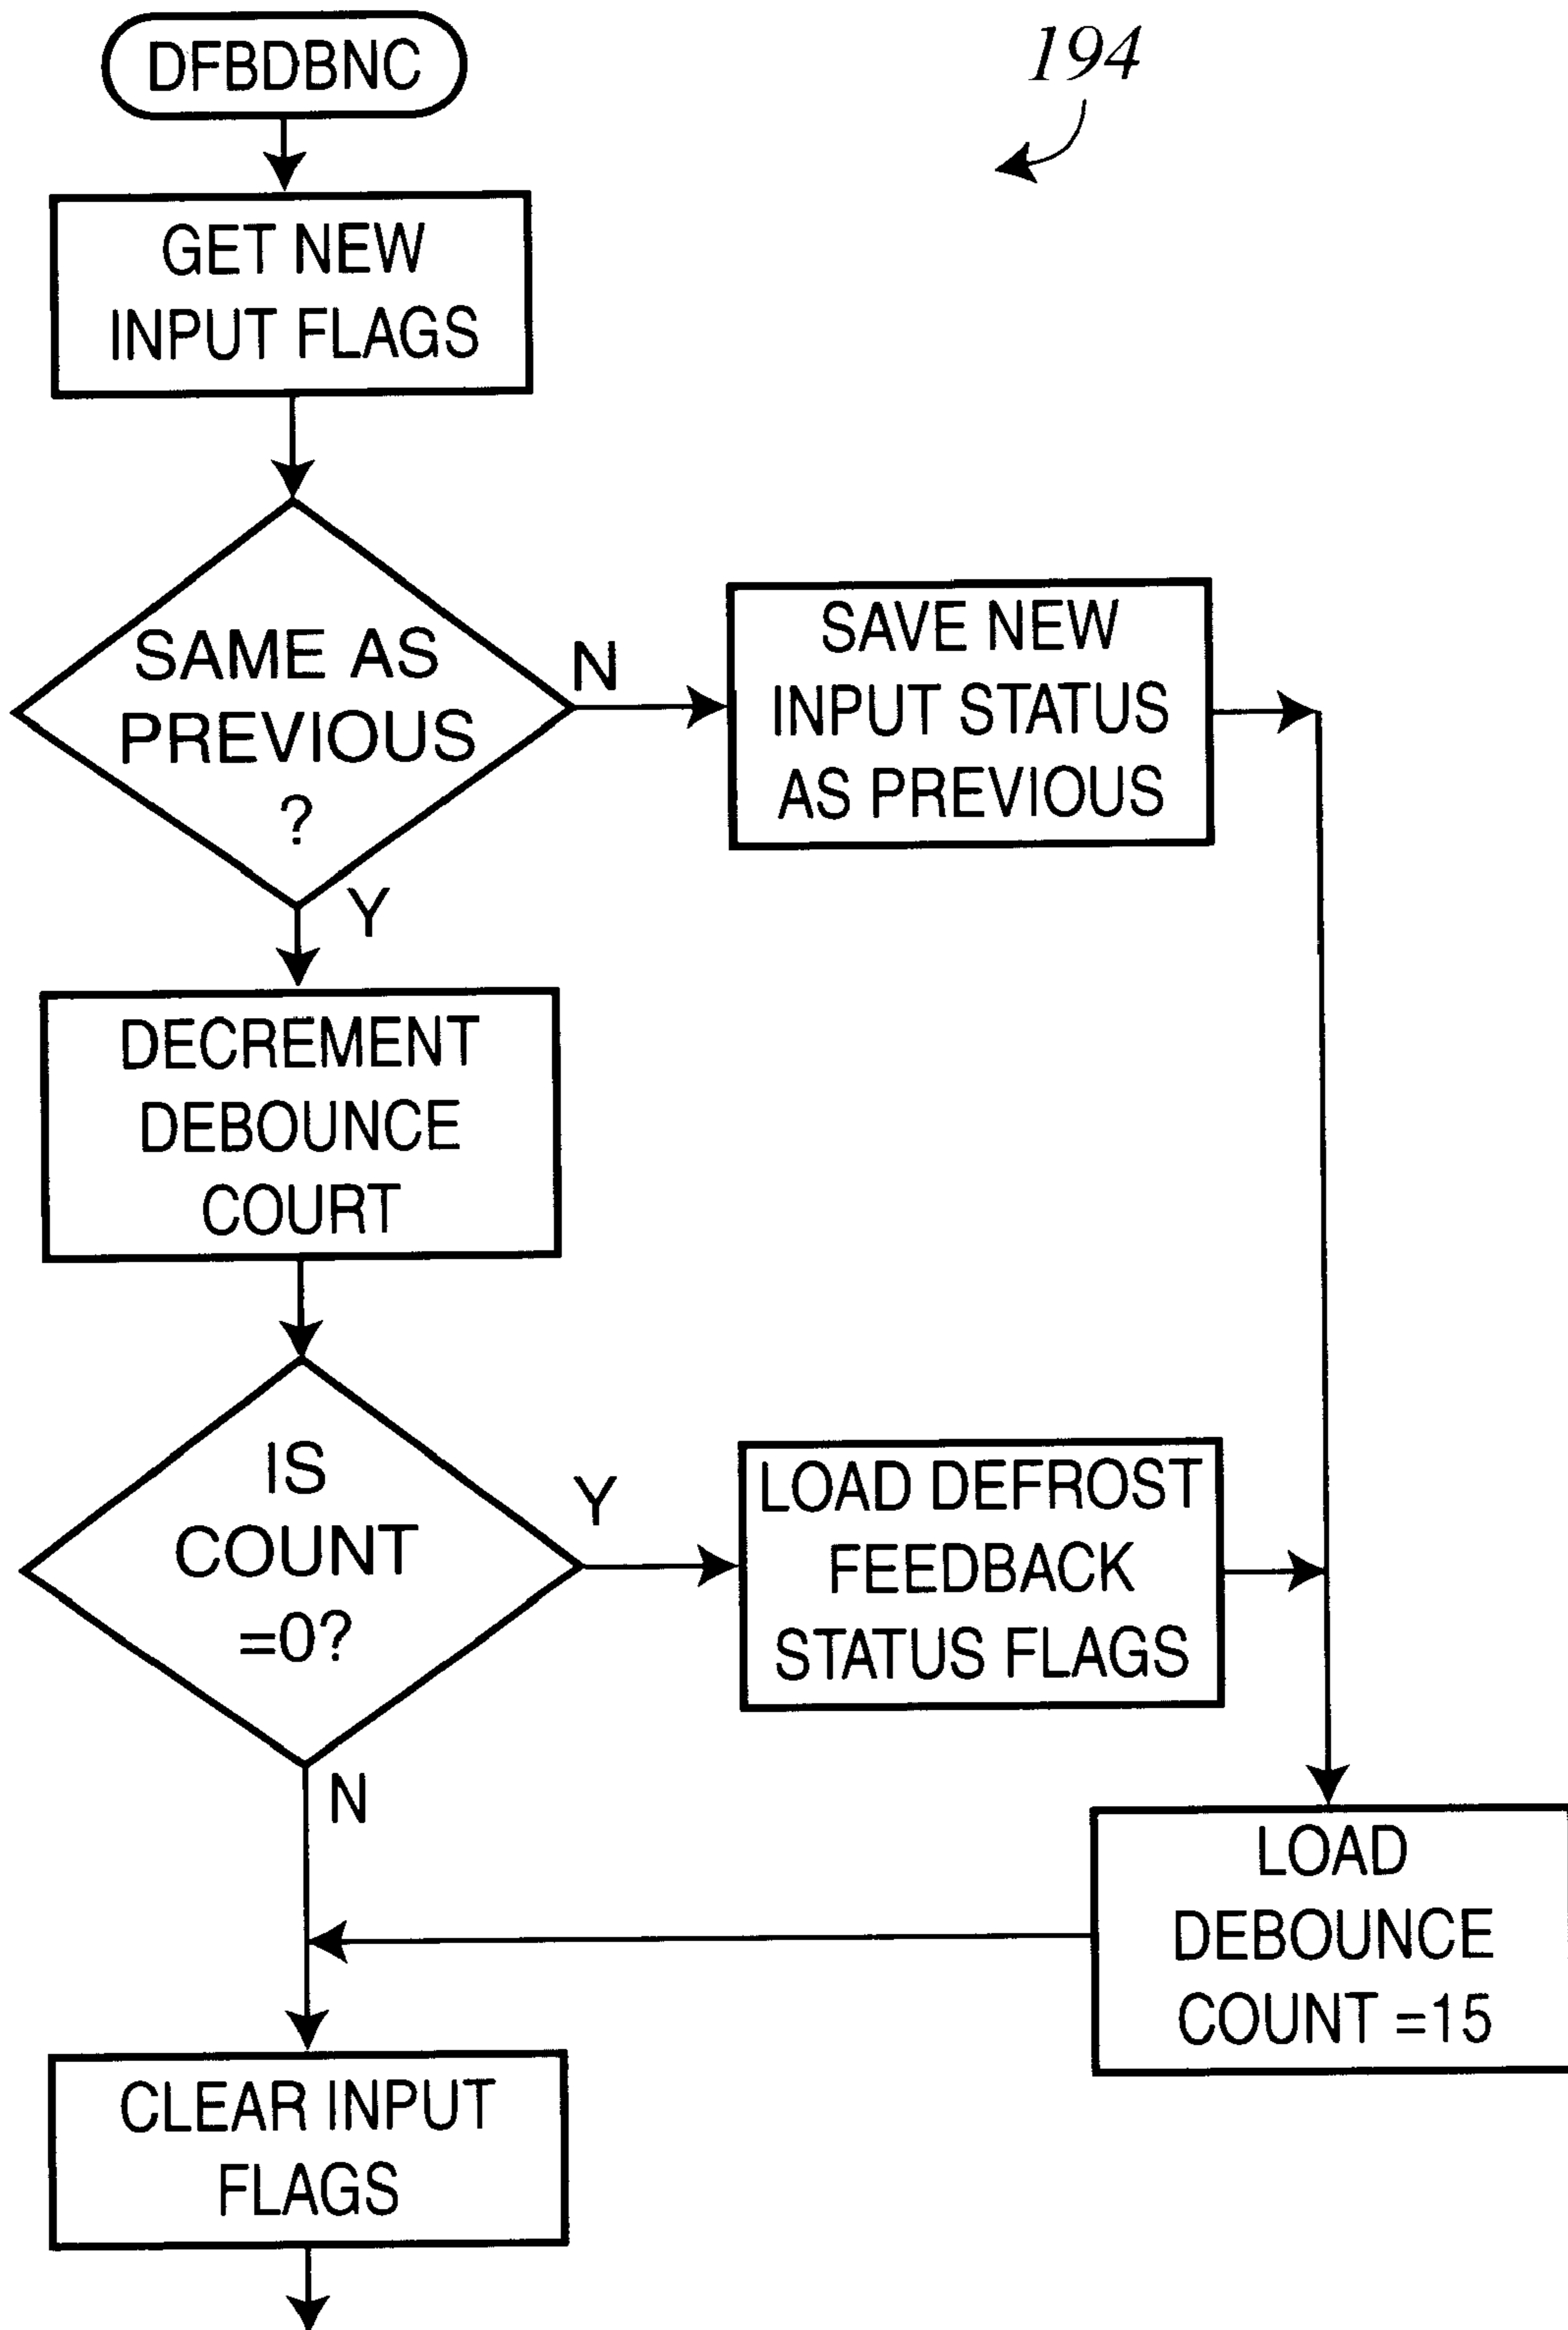 DFBDBNC
194
GET NEW
INPUT FLAGS
SAME AS
PREVIOUS
?
N
SAVE NEW
INPUT STATUS
AS PREVIOUS
Y
DECREMENT
DEBOUNCE
COURT
IS
COUNT
=0?
Y
LOAD DEFROST
FEEDBACK
STATUS FLAGS
N
LOAD
DEBOUNCE
COUNT =15
CLEAR INPUT
FLAGS